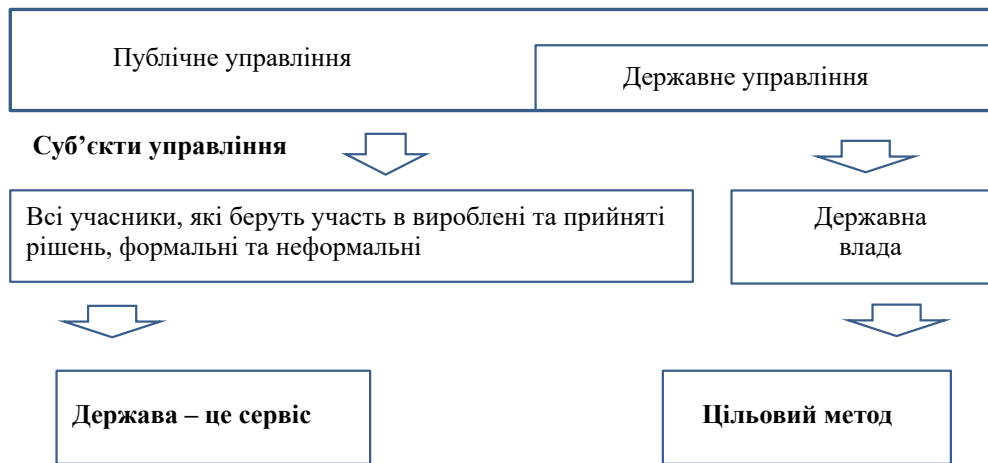 Публічне управління
Державне управління
Суб’єкти управління
Всі учасники, які беруть участь в вироблені та прийняті
рішень, формальні та неформальні
Державна
влада
Держава – це сервіс
Цільовий метод